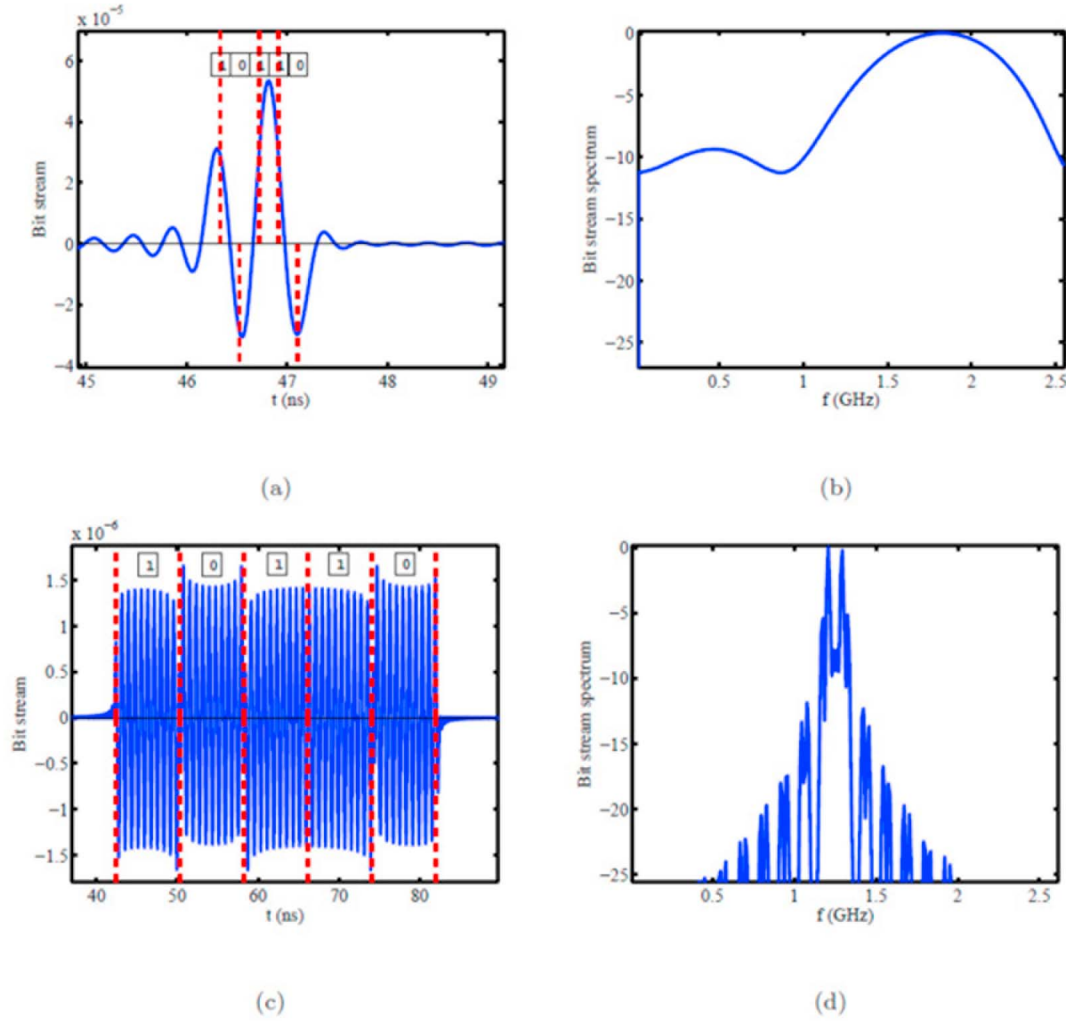 x 10⁻⁵
6
4
2
0
−2
−4
Bit stream
1 0 1 1 0
45 46 47 48 49
t (ns)
(a)
0
−5
−10
−15
−20
−25
Bit stream spectrum
0.5 1 1.5 2 2.5
f (GHz)
(b)
x 10⁻⁶
1.5
1
0.5
0
−0.5
−1
−1.5
Bit stream
1 0 1 1 0
40 50 60 70 80
t (ns)
(c)
0
−5
−10
−15
−20
−25
Bit stream spectrum
0.5 1 1.5 2 2.5
f (GHz)
(d)